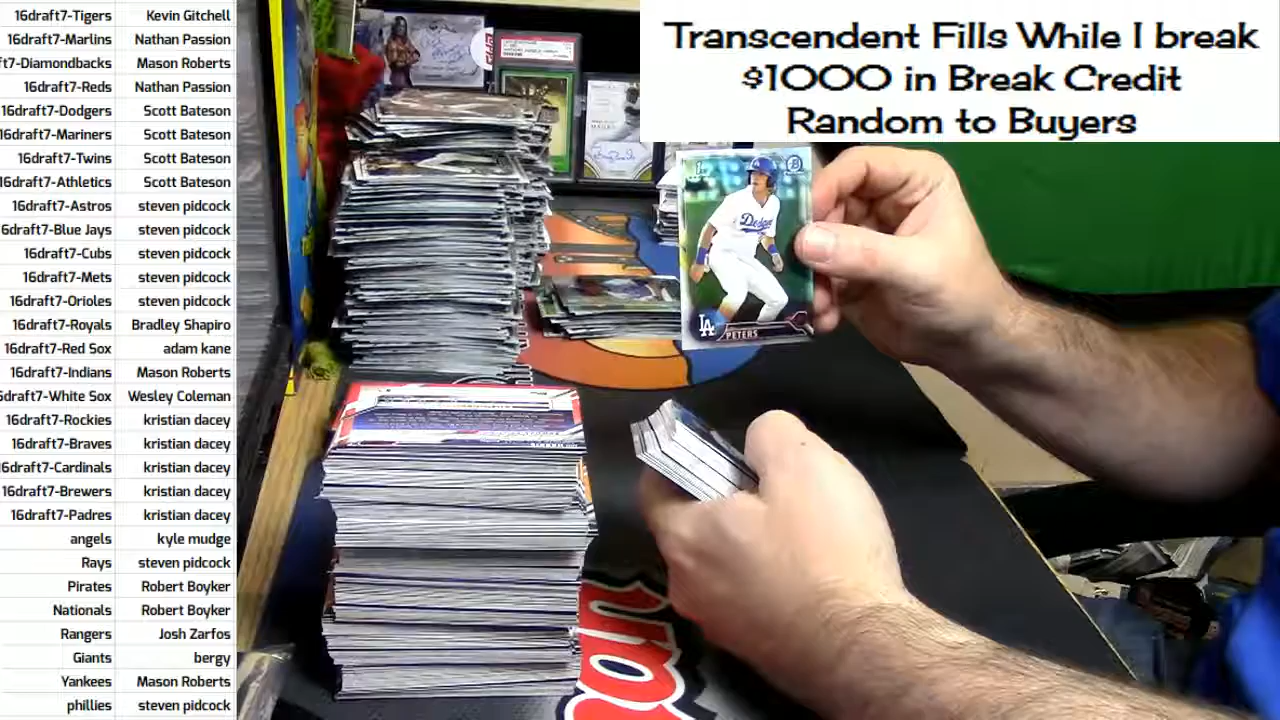 Transcendent Fills While I break
$1000 in Break Credit
Random to Buyers
16draft7-Tigers Kevin Gitchell
16draft7-Marlins Nathan Passion
ft7-Diamondbacks Mason Roberts
16draft7-Reds Nathan Passion
16draft7-Dodgers Scott Bateson
16draft7-Mariners Scott Bateson
16draft7-Twins Scott Bateson
16draft7-Athletics Scott Bateson
16draft7-Astros steven pidcock
6draft7-Blue Jays steven pidcock
16draft7-Cubs steven pidcock
16draft7-Mets steven pidcock
16draft7-Orioles steven pidcock
16draft7-Royals Bradley Shapiro
16draft7-Red Sox adam kane
16draft7-Indians Mason Roberts
6draft7-White Sox Wesley Coleman
16draft7-Rockies kristian dacey
16draft7-Braves kristian dacey
6draft7-Cardinals kristian dacey
16draft7-Brewers kristian dacey
16draft7-Padres kristian dacey
angels kyle mudge
Rays steven pidcock
Pirates Robert Boyker
Nationals Robert Boyker
Rangers Josh Zarfos
Giants bergy
Yankees Mason Roberts
phillies steven pidcock
1st
B
Dodgers
LA
PETERS